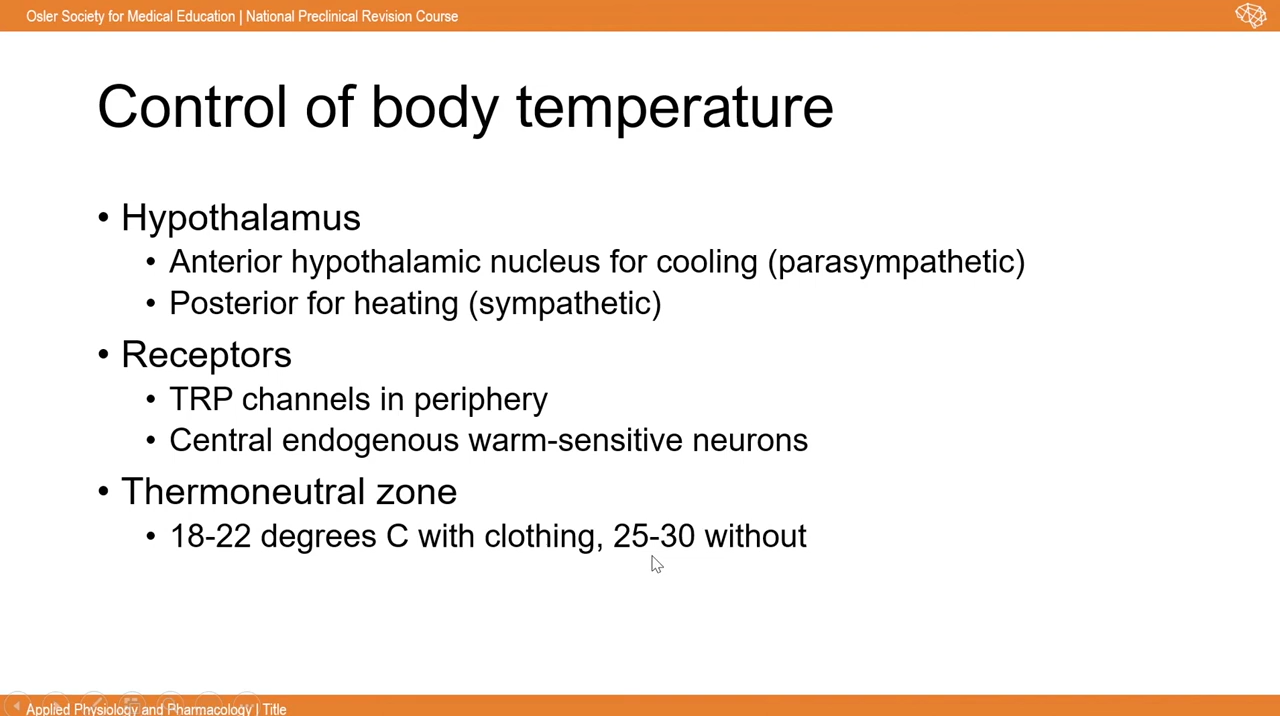 Osler Society for Medical Education | National Preclinical Revision Course
Control of body temperature
• Hypothalamus
• Anterior hypothalamic nucleus for cooling (parasympathetic)
• Posterior for heating (sympathetic)
• Receptors
• TRP channels in periphery
• Central endogenous warm-sensitive neurons
• Thermoneutral zone
• 18-22 degrees C with clothing, 25-30 without
Applied Physiology and Pharmacology | Title